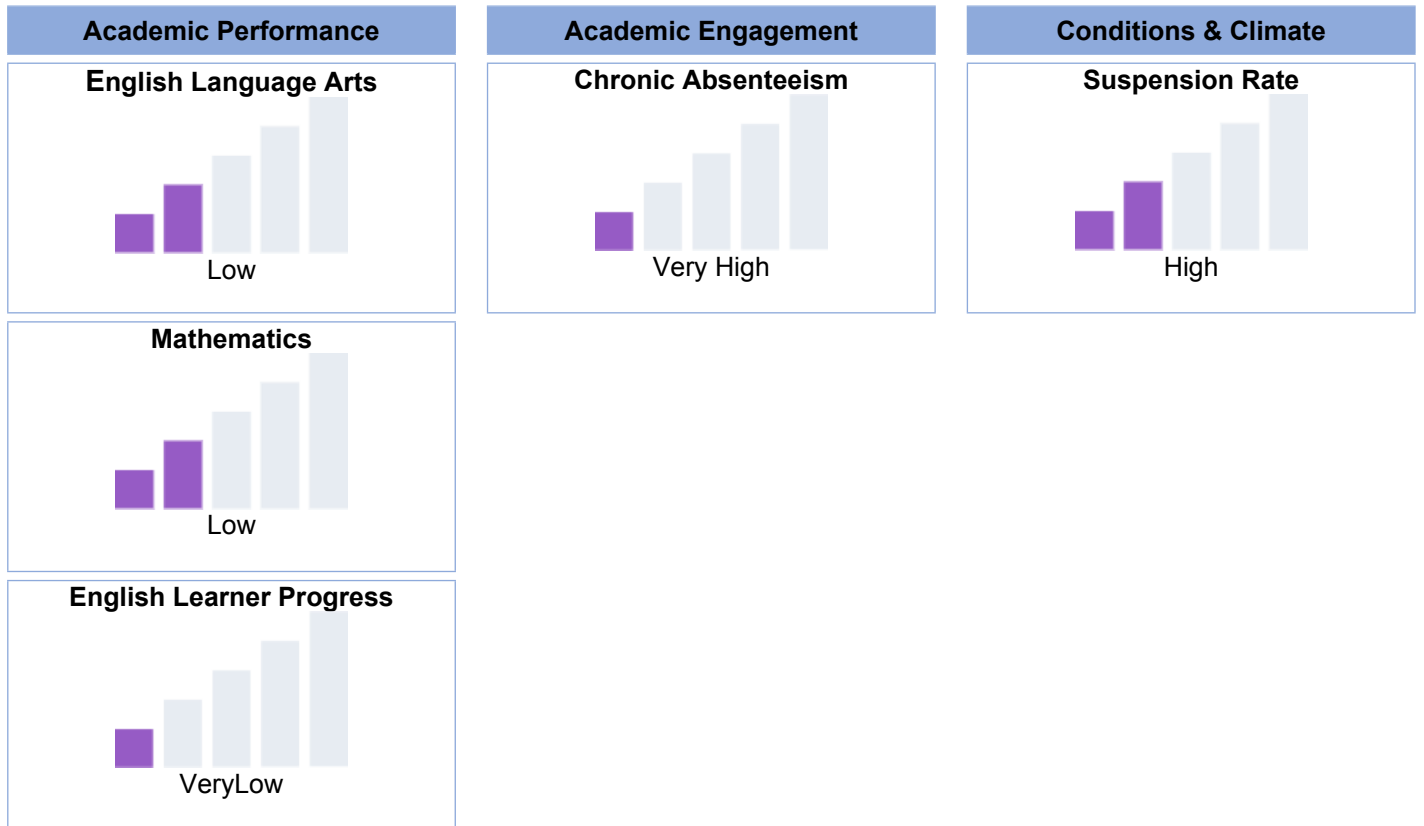 Academic Performance
Academic Engagement
Conditions & Climate
English Language Arts
Low
Chronic Absenteeism
Very High
Suspension Rate
High
Mathematics
Low
English Learner Progress
VeryLow